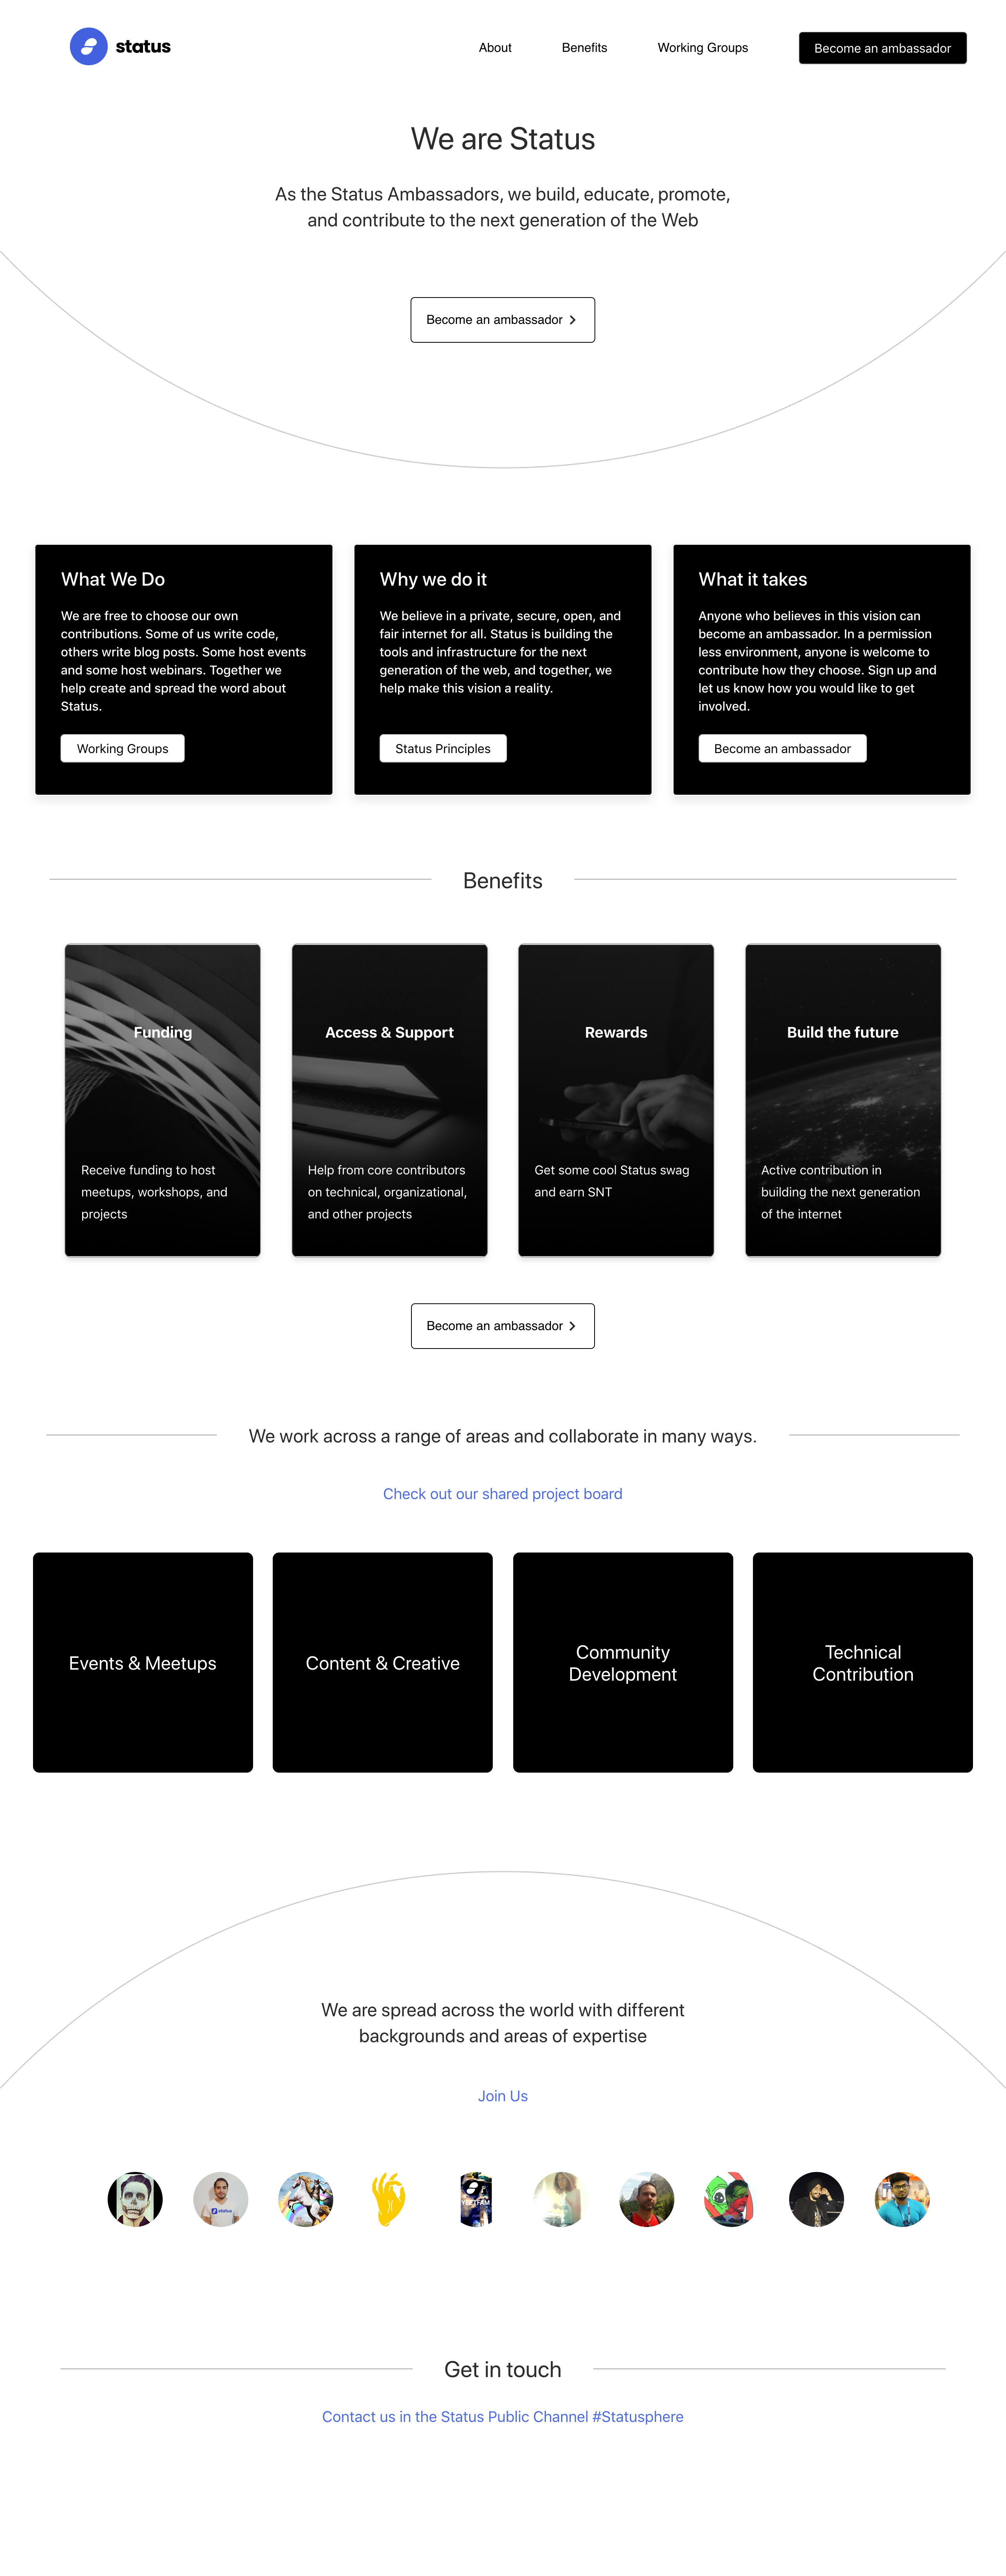 status
About
Benefits
Working Groups
Become an ambassador
We are Status
As the Status Ambassadors, we build, educate, promote,
and contribute to the next generation of the Web
Become an ambassador
What We Do
We are free to choose our own
contributions. Some of us write code,
others write blog posts. Some host events
and some host webinars. Together we
help create and spread the word about
Status.
Working Groups
Why we do it
We believe in a private, secure, open, and
fair internet for all. Status is building the
tools and infrastructure for the next
generation of the web, and together, we
help make this vision a reality.
Status Principles
What it takes
Anyone who believes in this vision can
become an ambassador. In a permission
less environment, anyone is welcome to
contribute how they choose. Sign up and
let us know how you would like to get
involved.
Become an ambassador
Benefits
Funding
Receive funding to host
meetups, workshops, and
projects
Access & Support
Help from core contributors
on technical, organizational,
and other projects
Rewards
Get some cool Status swag
and earn SNT
Build the future
Active contribution in
building the next generation
of the internet
Become an ambassador
We work across a range of areas and collaborate in many ways.
Check out our shared project board
Events & Meetups
Content & Creative
Community
Development
Technical
Contribution
We are spread across the world with different
backgrounds and areas of expertise
Join Us
status
Get in touch
Contact us in the Status Public Channel #Statusphere